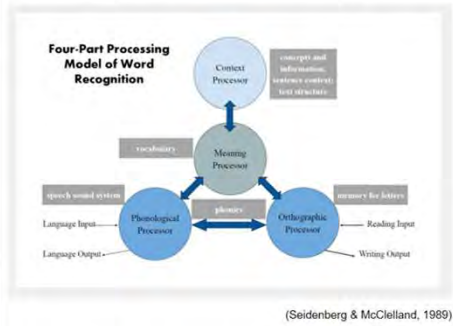 Four-Part Processing
Model of Word
Recognition
Context
Processor
concepts and
information;
sentence context;
text structure
vocabulary
Meaning
Processor
speech sound system
phonics
memory for letters
Language Input
Phonological
Processor
Orthographic
Processor
Reading Input
Language Output
Writing Output
(Seidenberg & McClelland, 1989)